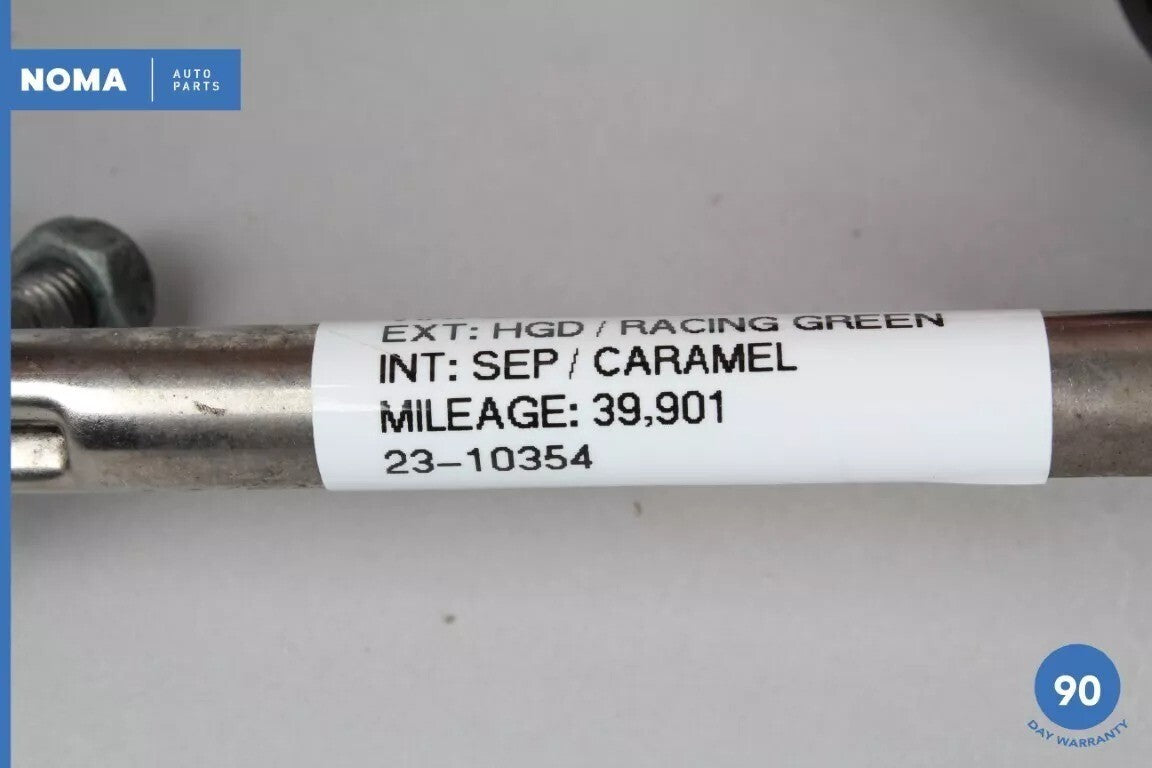 NOMA
AUTO
PARTS
EXT: HGD / RACING GREEN
INT: SEP / CARAMEL
MILEAGE: 39,901
23-10354
90
DAY WARRANTY